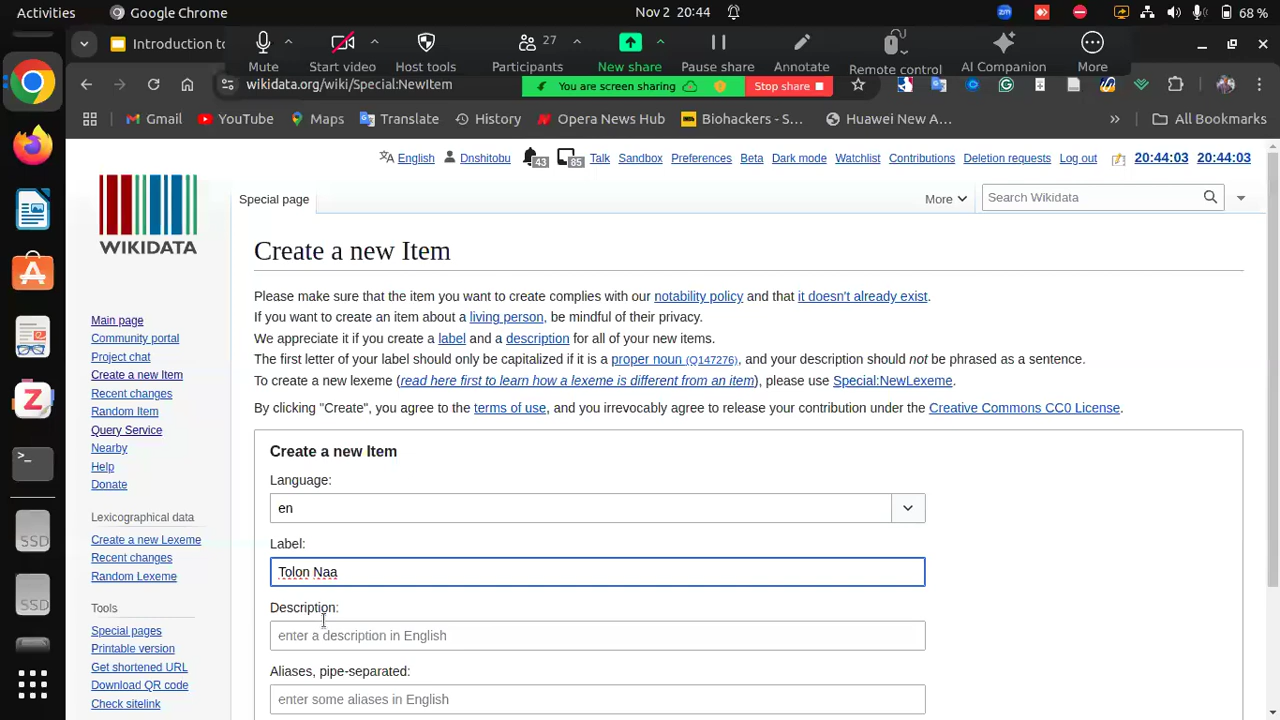 Activities
Google Chrome
Nov 2 20:44
zm
68 %
Introduction to
Mute
Start video
Host tools
27
Participants
New share
Pause share
Annotate
Remote control
AI Companion
More
wikidata.org/wiki/Special:NewItem
You are screen sharing
Stop share
Gmail
YouTube
Maps
Translate
History
Opera News Hub
Biohackers - S...
Huawei New A...
»
All Bookmarks
English
Dnshitobu
43
85
Talk
Sandbox
Preferences
Beta
Dark mode
Watchlist
Contributions
Deletion requests
Log out
20:44:03
20:44:03
WIKIDATA
Special page
More
Search Wikidata
Create a new Item
Please make sure that the item you want to create complies with our notability policy and that it doesn't already exist.
If you want to create an item about a living person, be mindful of their privacy.
We appreciate it if you create a label and a description for all of your new items.
The first letter of your label should only be capitalized if it is a proper noun (Q147276), and your description should not be phrased as a sentence.
To create a new lexeme (read here first to learn how a lexeme is different from an item), please use Special:NewLexeme.
By clicking "Create", you agree to the terms of use, and you irrevocably agree to release your contribution under the Creative Commons CC0 License.
Main page
Community portal
Project chat
Create a new Item
Recent changes
Random Item
Query Service
Nearby
Help
Donate
Lexicographical data
Create a new Lexeme
Recent changes
Random Lexeme
Tools
Special pages
Printable version
Get shortened URL
Download QR code
Check sitelink
Create a new Item
Language:
en
Label:
Tolon Naa
Description:
enter a description in English
Aliases, pipe-separated:
enter some aliases in English
Z
>_
SSD
SSD